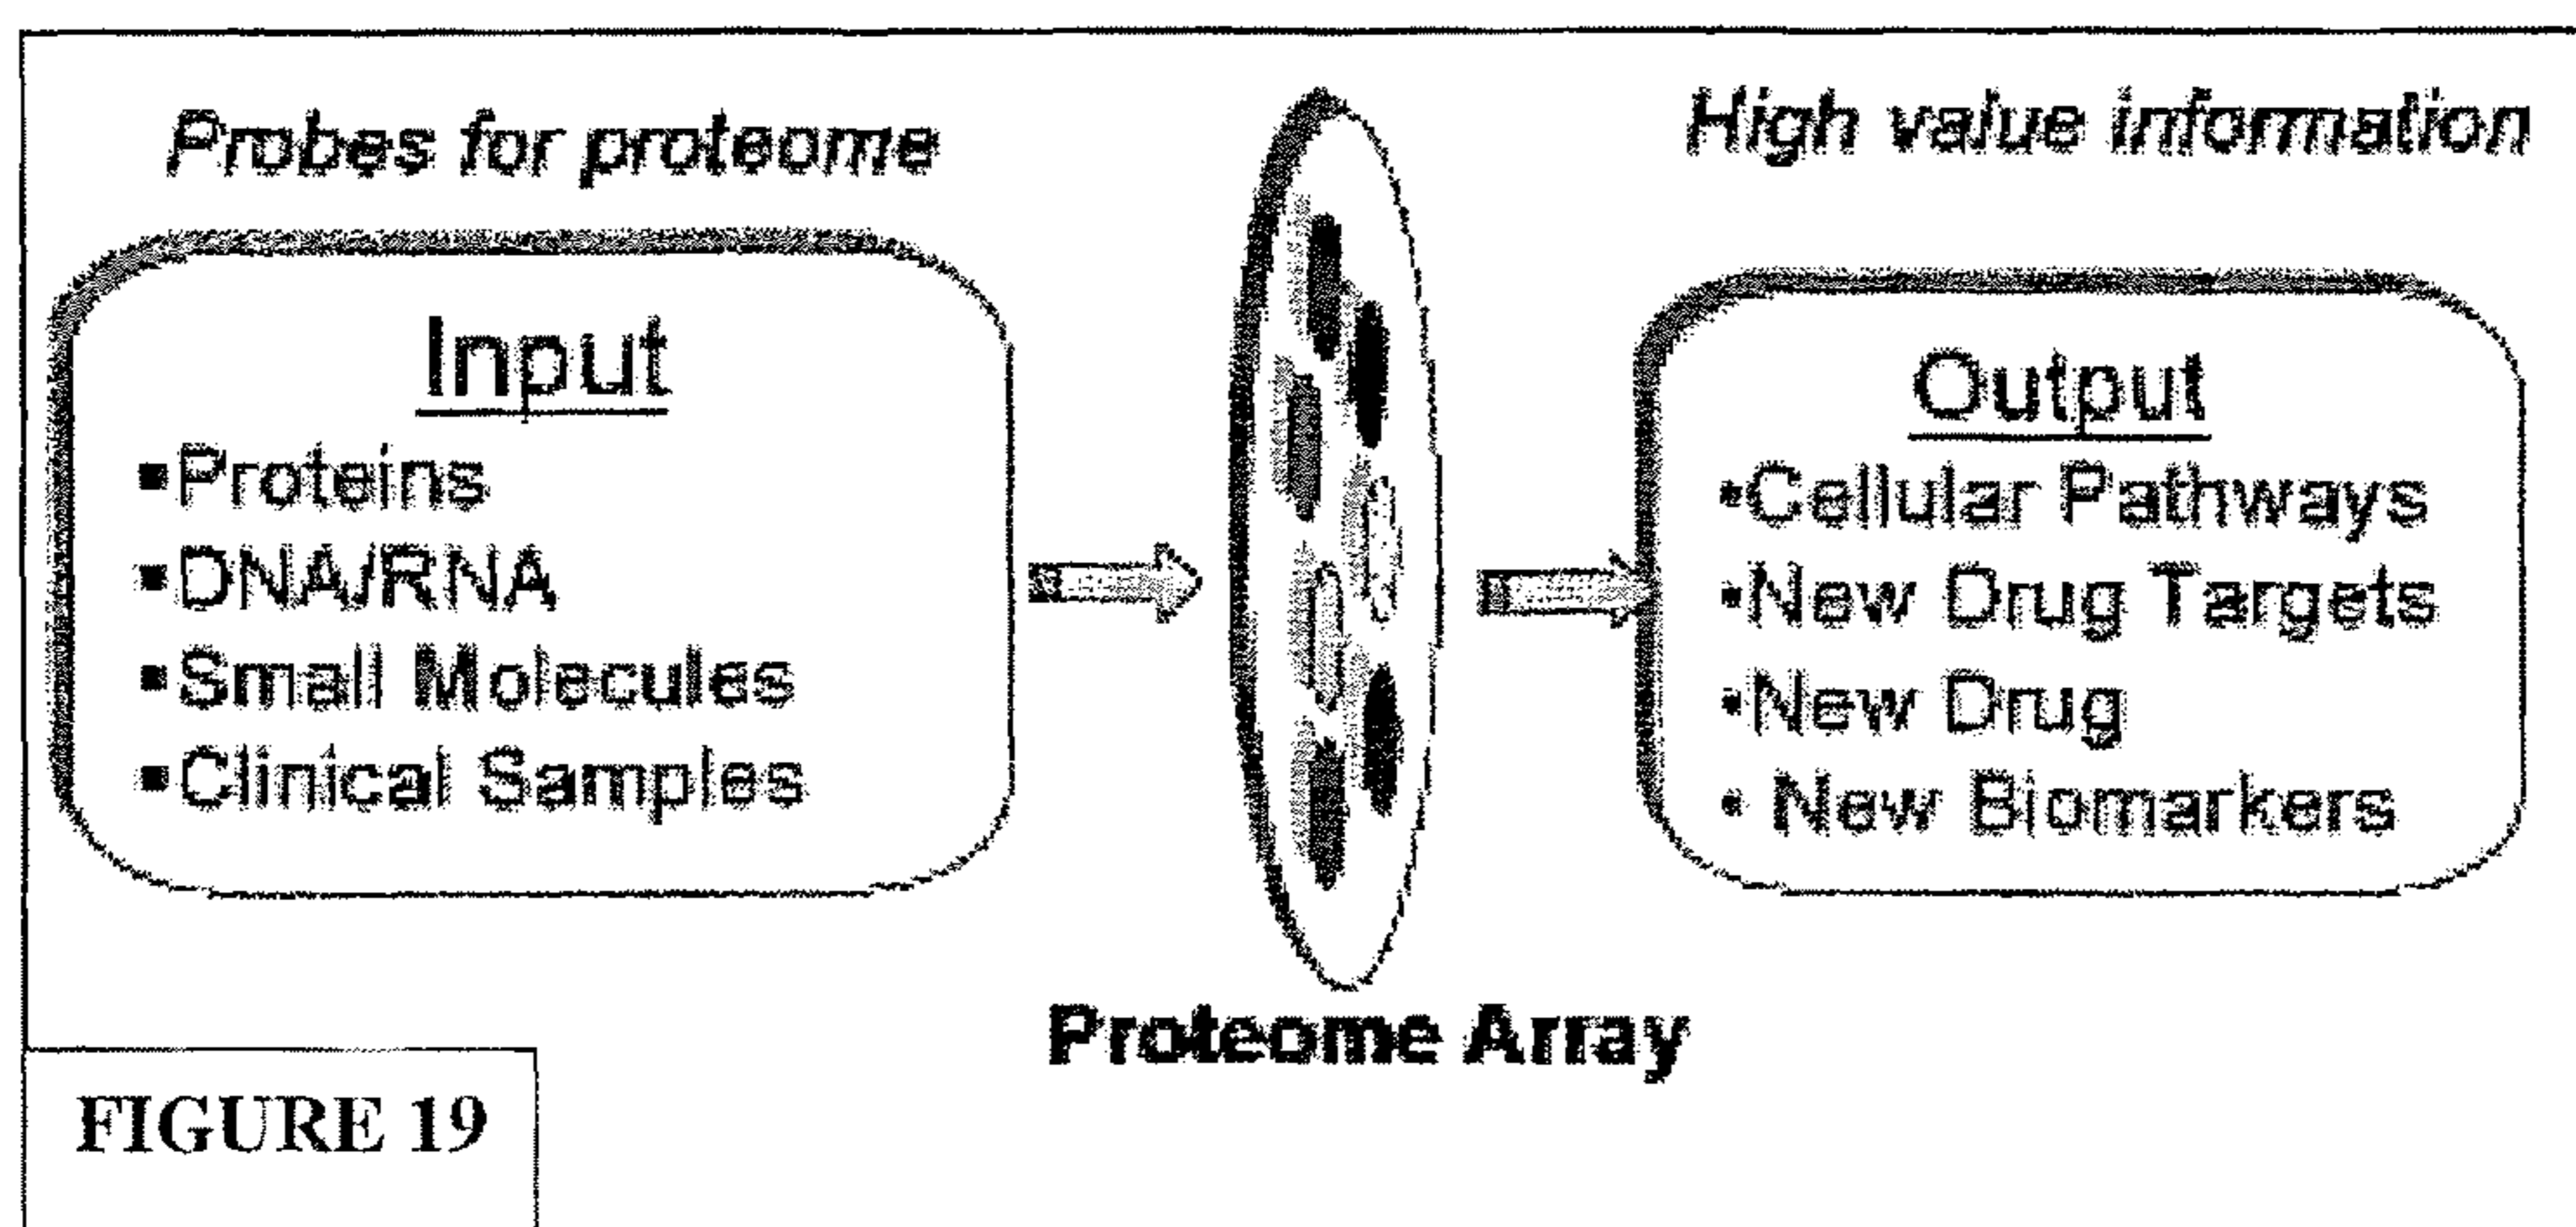 Probes for proteome
Input
▪Proteins
▪DNA/RNA
▪Small Molecules
▪Clinical Samples
Proteome Array
High value information
Output
•Cellular Pathways
•New Drug Targets
•New Drug
• New Biomarkers
FIGURE 19